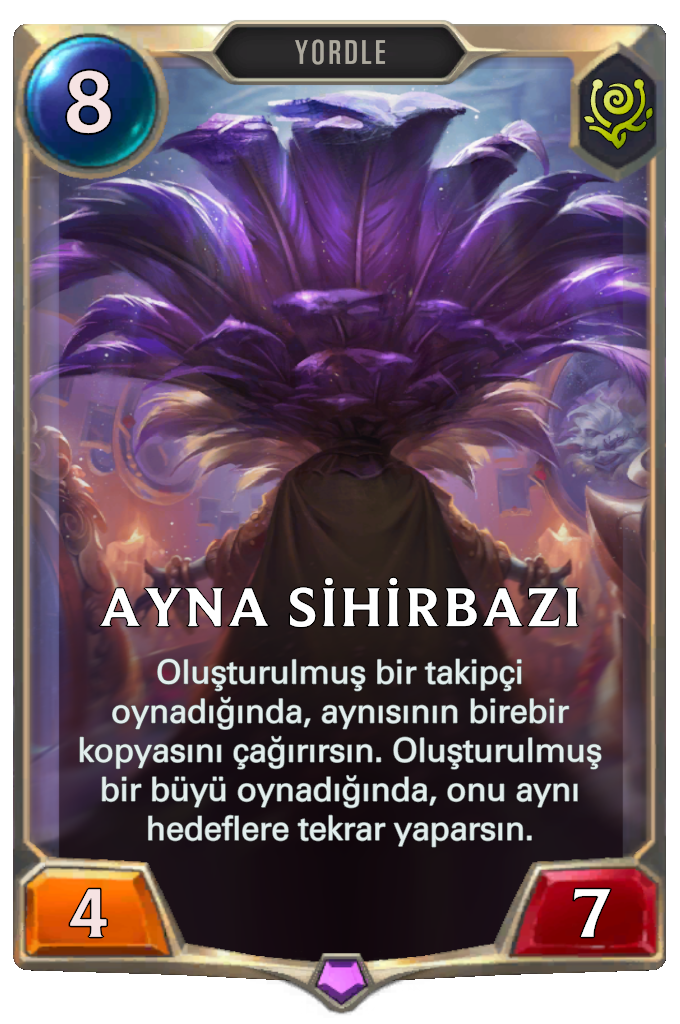 YORDLE
8
AYNA SİHİRBAZI
Oluşturulmuş bir takipçi
oynadığında, aynısının birebir
kopyasını çağırırsın. Oluşturulmuş
bir büyü oynadığında, onu aynı
hedeflere tekrar yaparsın.
4
7